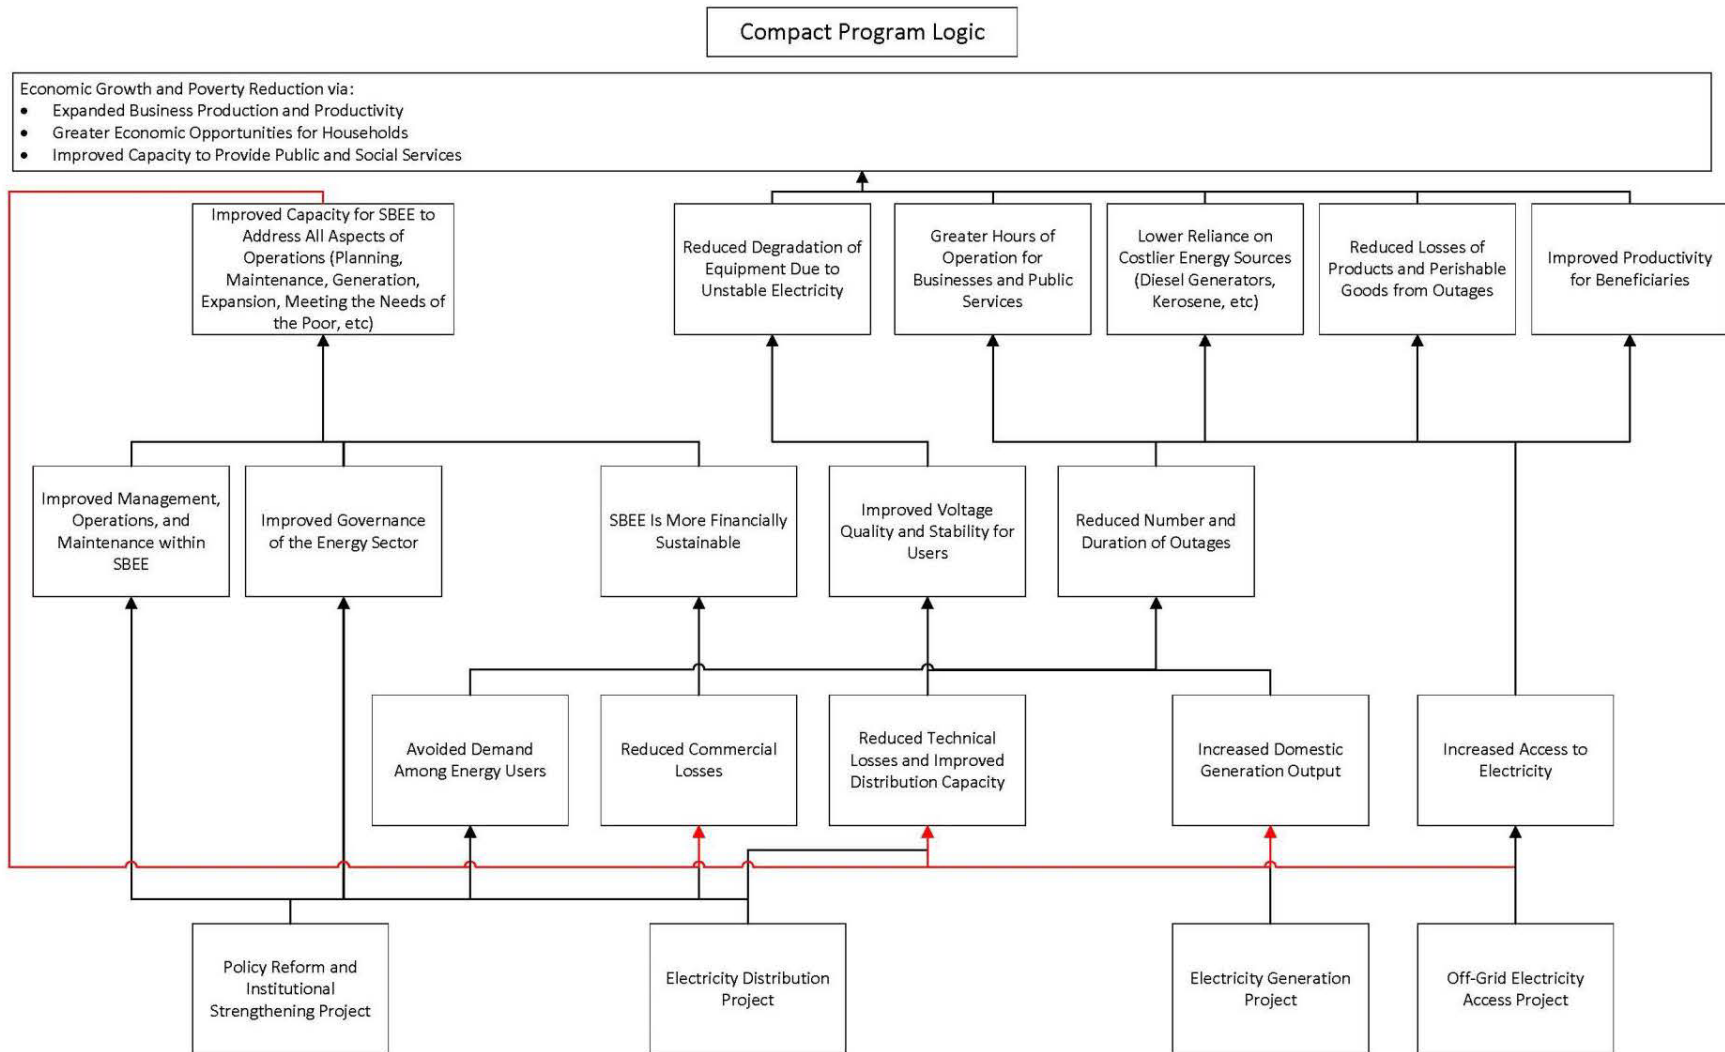 Compact Program Logic
Economic Growth and Poverty Reduction via:
• Expanded Business Production and Productivity
• Greater Economic Opportunities for Households
• Improved Capacity to Provide Public and Social Services
Improved Capacity for SBEE to
Address All Aspects of
Operations (Planning,
Maintenance, Generation,
Expansion, Meeting the Needs of
the Poor, etc)
Reduced Degradation of
Equipment Due to
Unstable Electricity
Greater Hours of
Operation for
Businesses and Public
Services
Lower Reliance on
Costlier Energy Sources
(Diesel Generators,
Kerosene, etc)
Reduced Losses of
Products and Perishable
Goods from Outages
Improved Productivity
for Beneficiaries
Improved Management,
Operations, and
Maintenance within
SBEE
Improved Governance
of the Energy Sector
SBEE Is More Financially
Sustainable
Improved Voltage
Quality and Stability for
Users
Reduced Number and
Duration of Outages
Avoided Demand
Among Energy Users
Reduced Commercial
Losses
Reduced Technical
Losses and Improved
Distribution Capacity
Increased Domestic
Generation Output
Increased Access to
Electricity
Policy Reform and
Institutional
Strengthening Project
Electricity Distribution
Project
Electricity Generation
Project
Off-Grid Electricity
Access Project